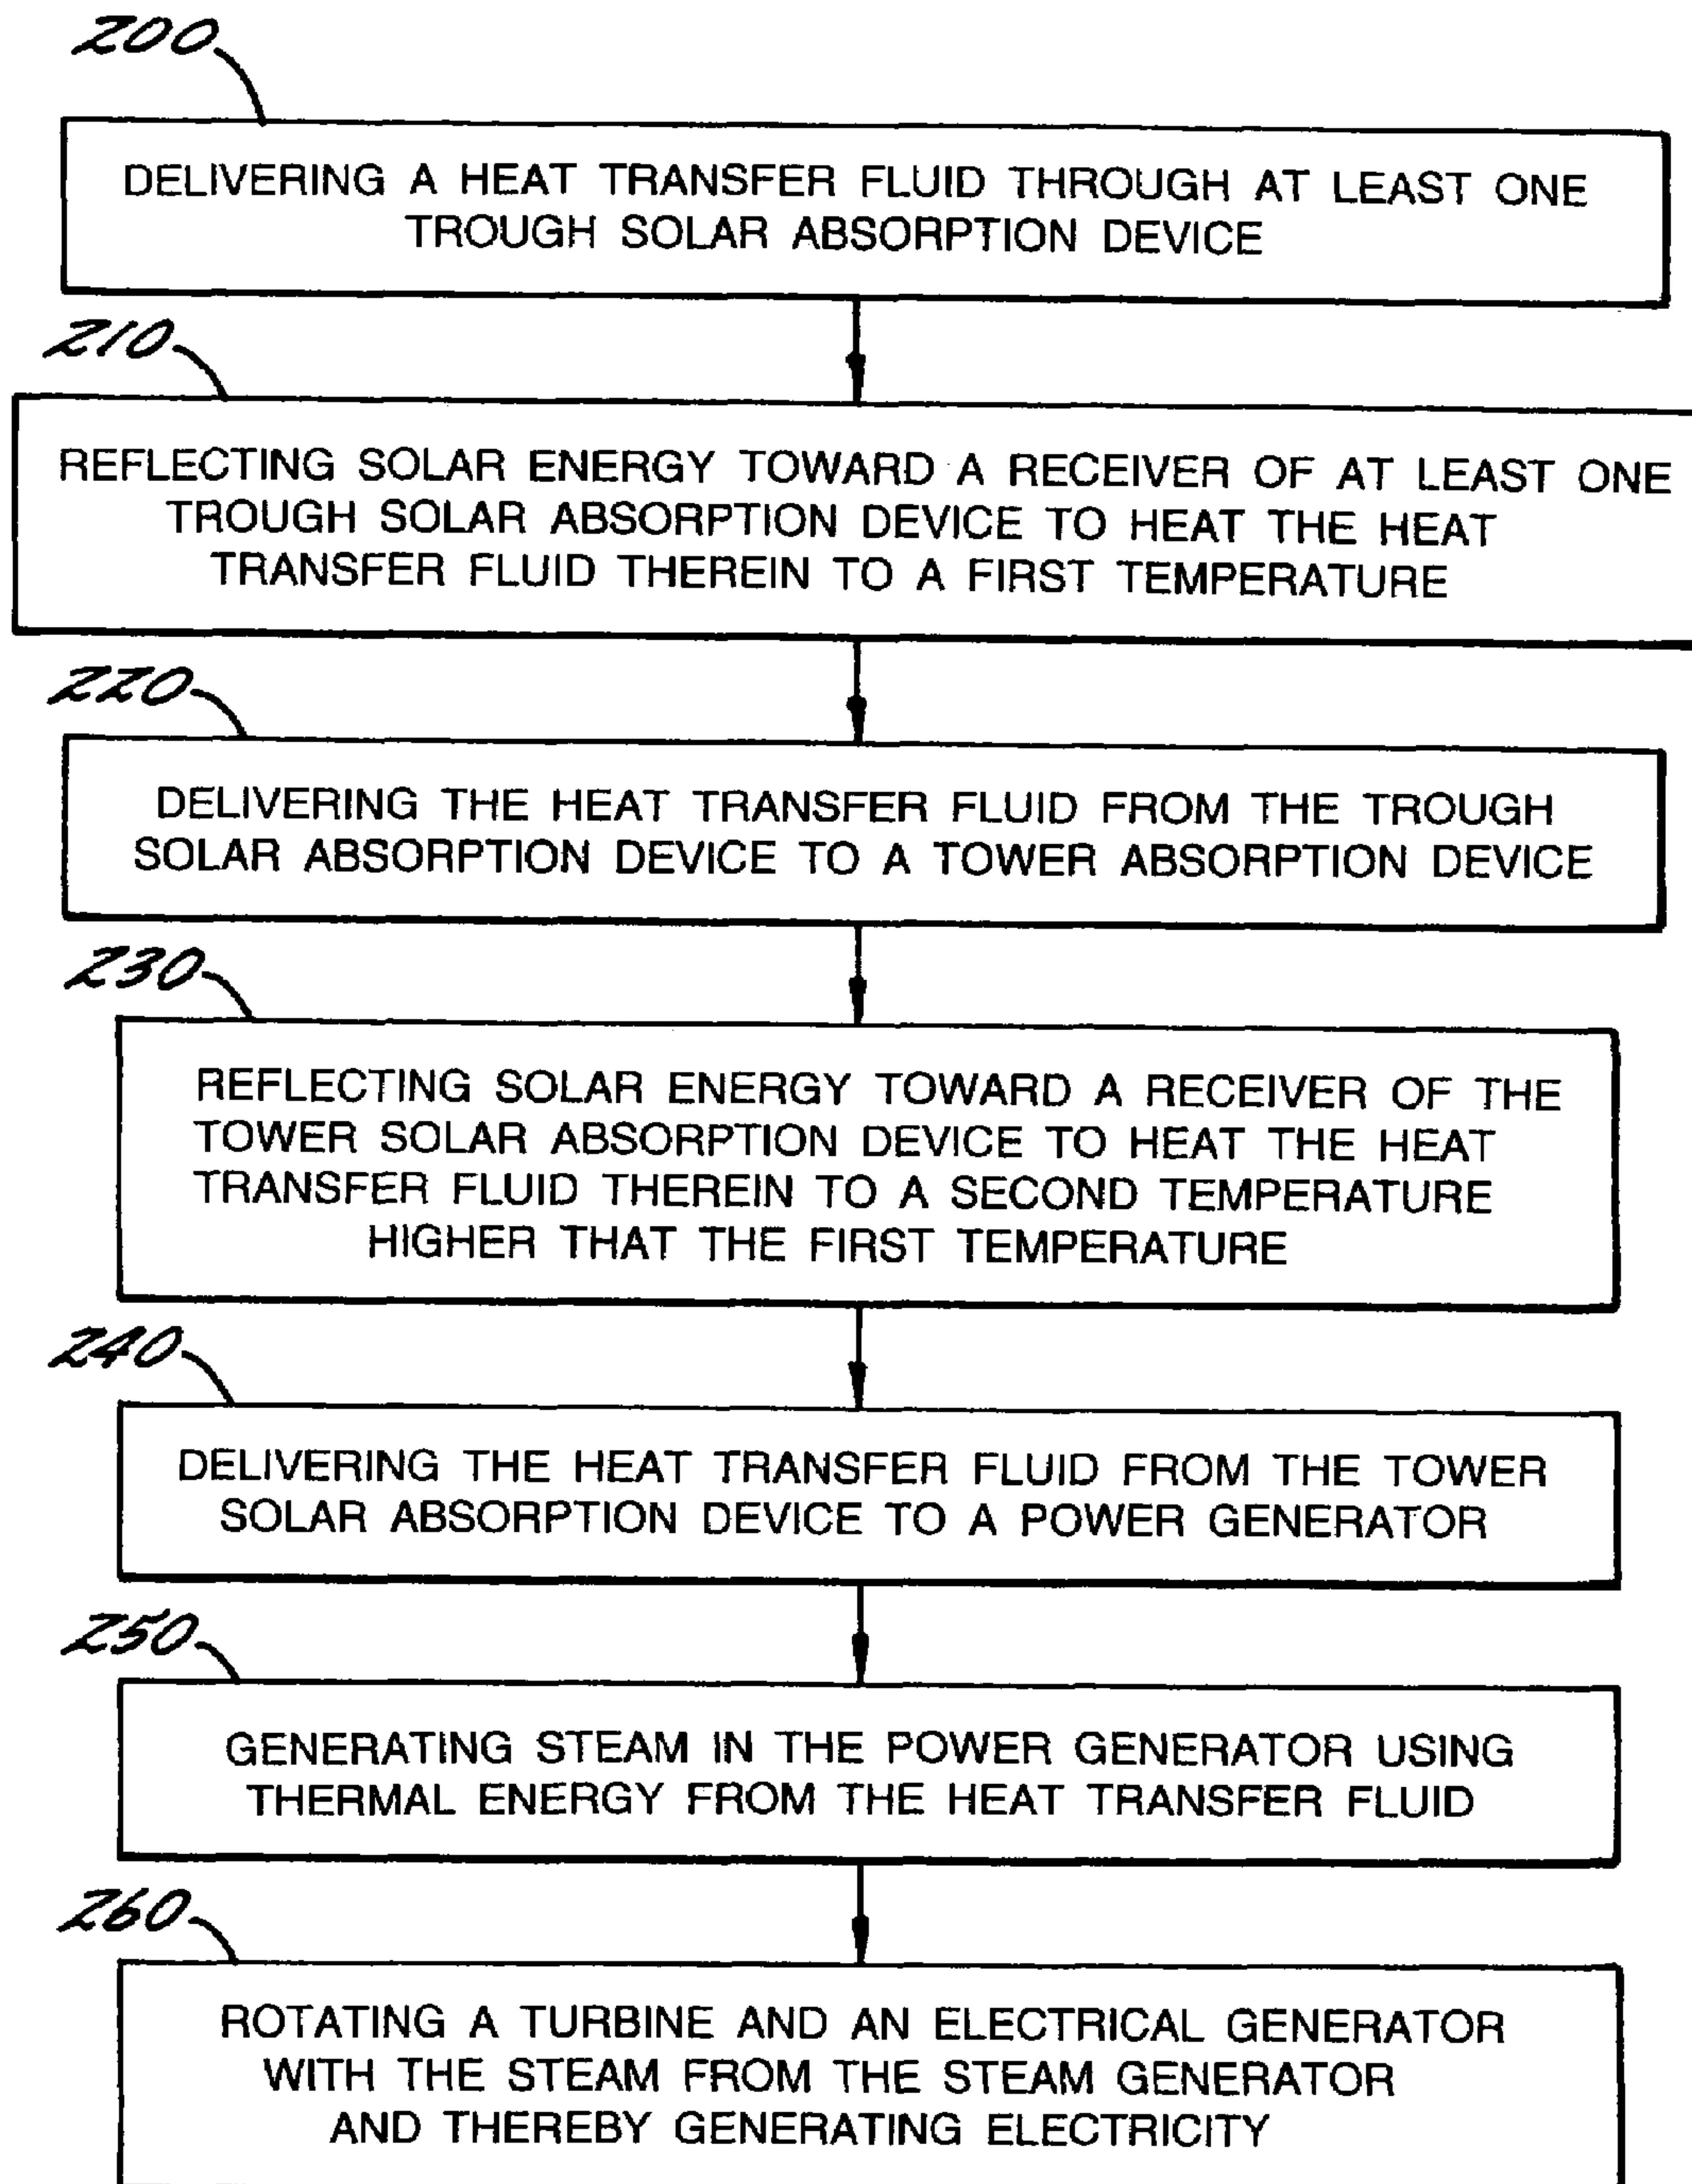 200
DELIVERING A HEAT TRANSFER FLUID THROUGH AT LEAST ONE
TROUGH SOLAR ABSORPTION DEVICE
210
REFLECTING SOLAR ENERGY TOWARD A RECEIVER OF AT LEAST ONE
TROUGH SOLAR ABSORPTION DEVICE TO HEAT THE HEAT
TRANSFER FLUID THEREIN TO A FIRST TEMPERATURE
220
DELIVERING THE HEAT TRANSFER FLUID FROM THE TROUGH
SOLAR ABSORPTION DEVICE TO A TOWER ABSORPTION DEVICE
230
REFLECTING SOLAR ENERGY TOWARD A RECEIVER OF THE
TOWER SOLAR ABSORPTION DEVICE TO HEAT THE HEAT
TRANSFER FLUID THEREIN TO A SECOND TEMPERATURE
HIGHER THAT THE FIRST TEMPERATURE
240
DELIVERING THE HEAT TRANSFER FLUID FROM THE TOWER
SOLAR ABSORPTION DEVICE TO A POWER GENERATOR
250
GENERATING STEAM IN THE POWER GENERATOR USING
THERMAL ENERGY FROM THE HEAT TRANSFER FLUID
260
ROTATING A TURBINE AND AN ELECTRICAL GENERATOR
WITH THE STEAM FROM THE STEAM GENERATOR
AND THEREBY GENERATING ELECTRICITY